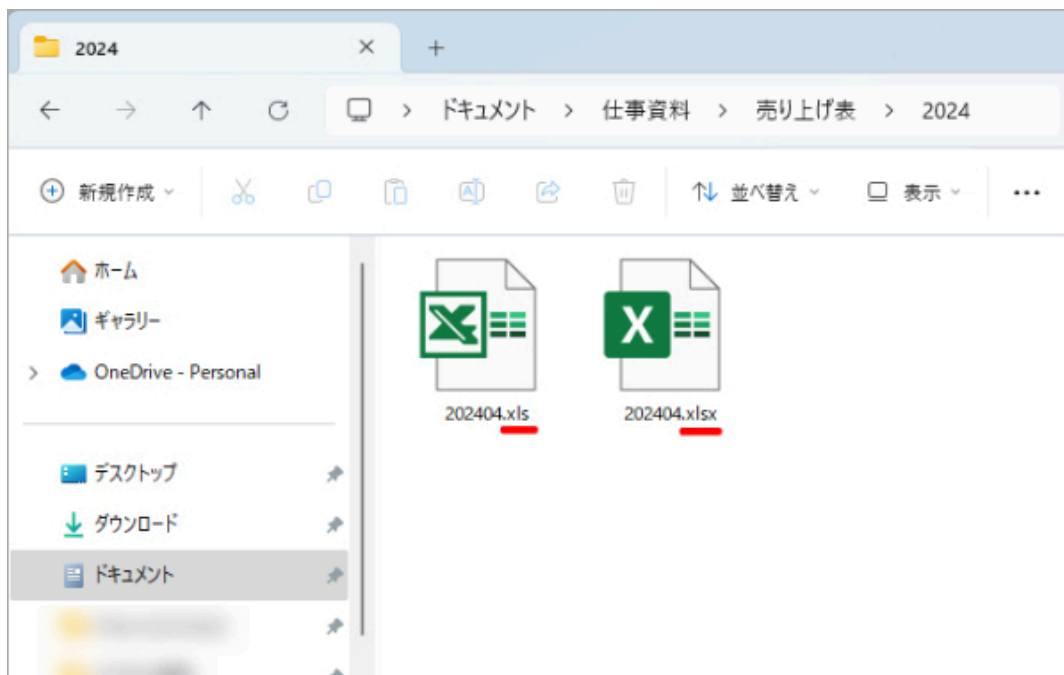 2024
ドキュメント > 仕事資料 > 売り上げ表 > 2024
新規作成 並べ替え 表示
ホーム
ギャラリー
OneDrive - Personal
デスクトップ
ダウンロード
ドキュメント
202404.xls 202404.xlsx